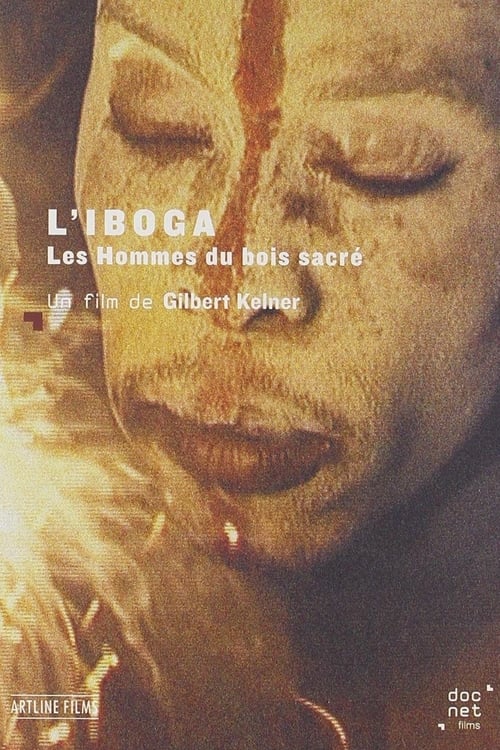 L'IBOGA
Les Hommes du bois sacré
Un film de Gilbert Kelner
ARTLINE FILMS
doc
net
films